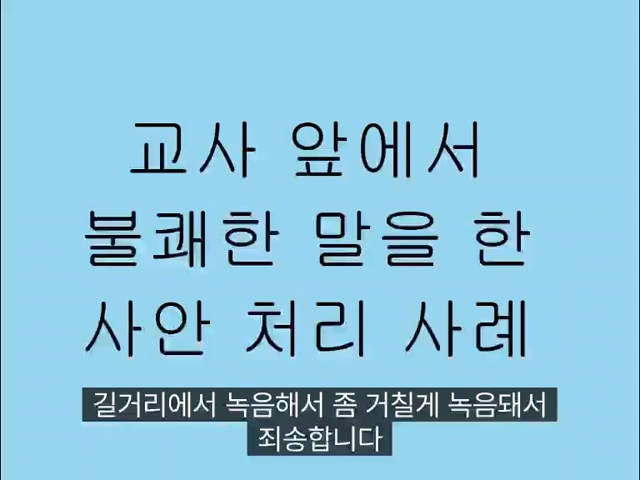 교사 앞에서
불쾌한 말을 한
사안 처리 사례
길거리에서 녹음해서 좀 거칠게 녹음돼서
죄송합니다